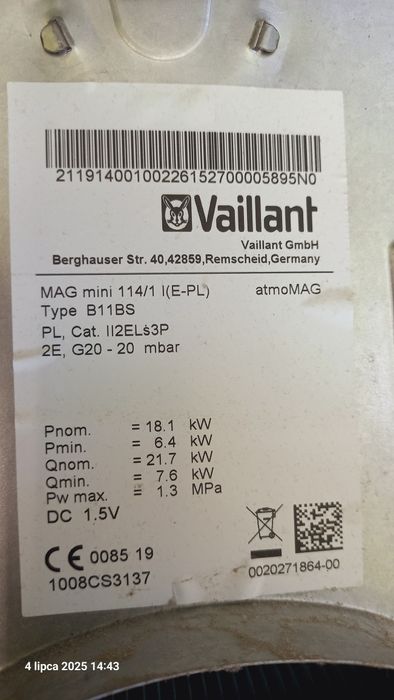 21191400100226152700005895N0
Vaillant
Vaillant GmbH
Berghauser Str. 40,42859,Remscheid,Germany
MAG mini 114/1 I(E-PL) atmoMAG
Type B11BS
PL, Cat. II2ELś3P
2E, G20 - 20 mbar
Pnom. = 18.1 kW
Pmin. = 6.4 kW
Qnom. = 21.7 kW
Qmin. = 7.6 kW
Pw max. = 1.3 MPa
DC 1.5V
CE 0085 19
1008CS3137
0020271864-00
4 lipca 2025 14:43